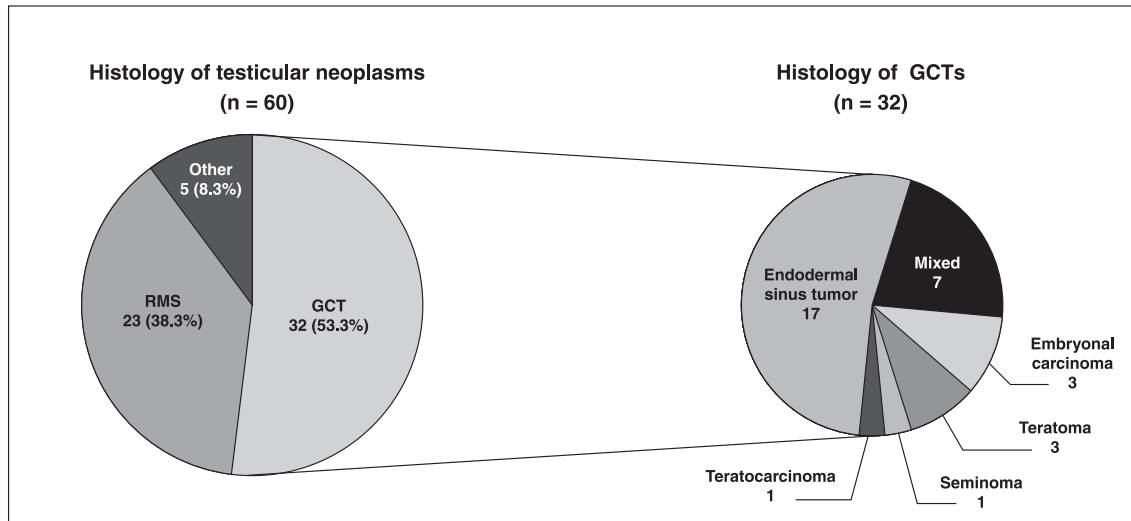 Histology of testicular neoplasms
(n = 60)
Other
5 (8.3%)
RMS
23 (38.3%)
GCT
32 (53.3%)
Histology of GCTs
(n = 32)
Endodermal
sinus tumor
17
Mixed
7
Embryonal
carcinoma
3
Teratoma
3
Seminoma
1
Teratocarcinoma
1